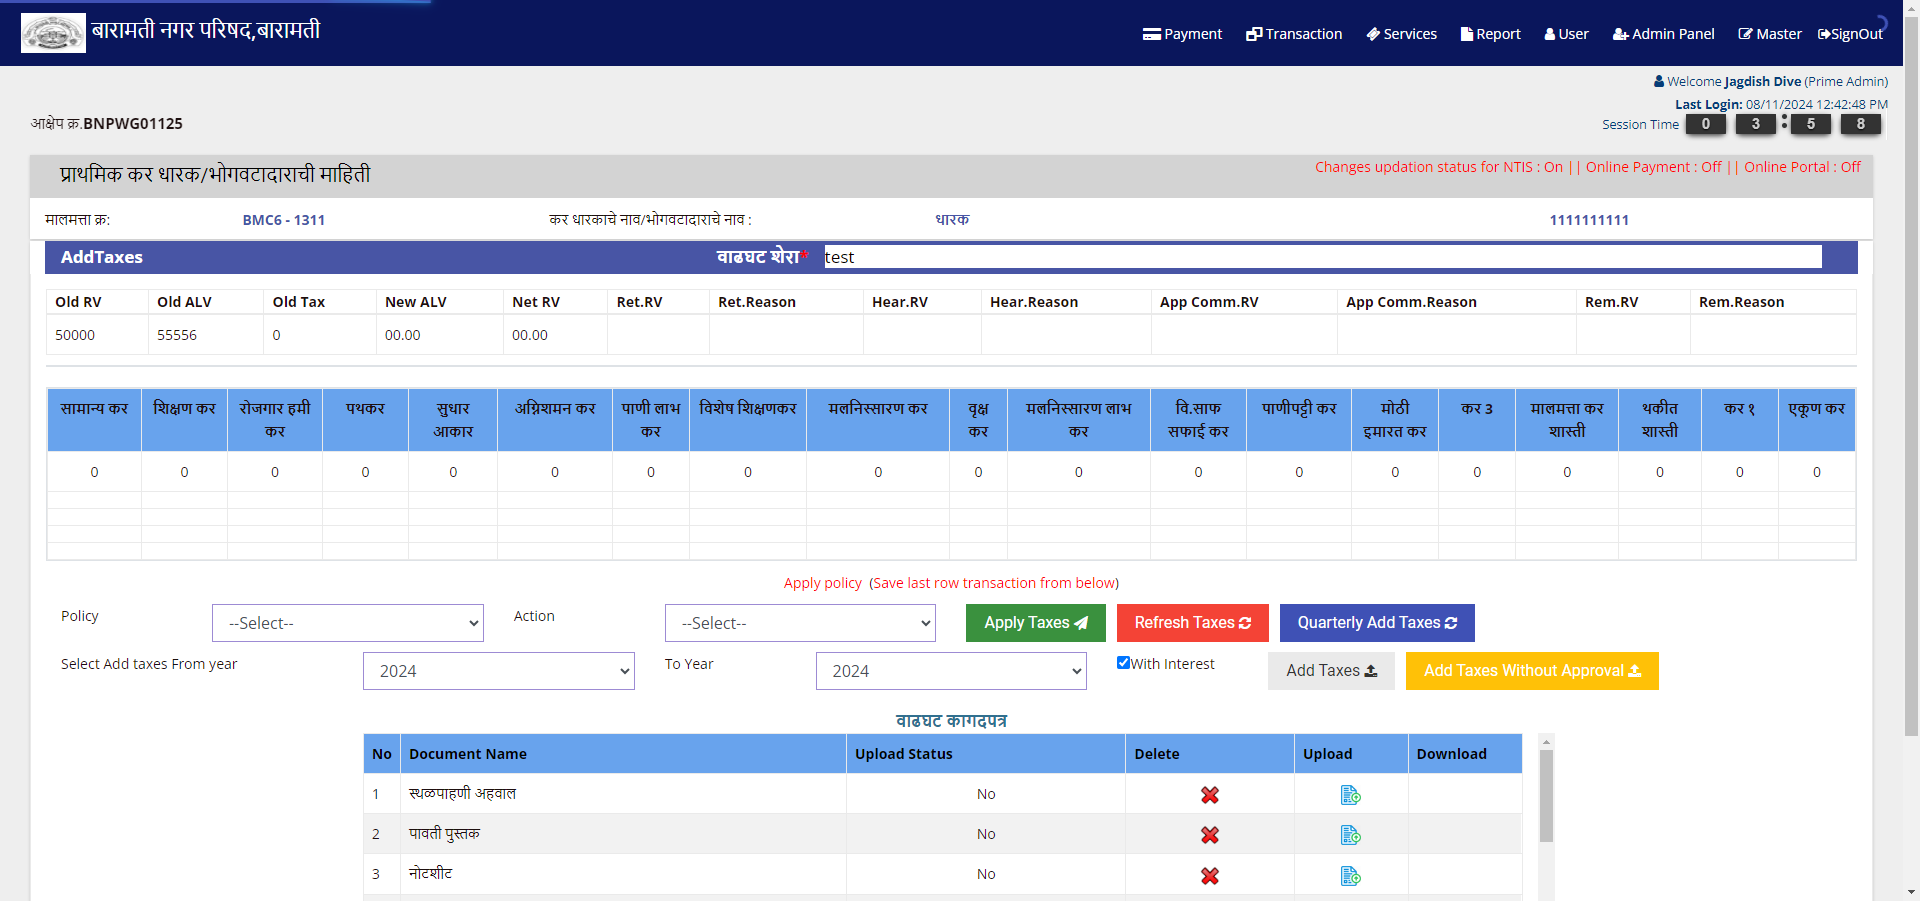 बारामती नगर परिषद,बारामती
Payment Transaction Services Report User Admin Panel Master SignOut
Welcome Jagdish Dive (Prime Admin)
Last Login: 08/11/2024 12:42:48 PM
आक्षेप क्र.BNPWG01125
Session Time 0 3 : 5 8
प्राथमिक कर धारक/भोगवटादाराची माहिती
Changes updation status for NTIS : On || Online Payment : Off || Online Portal : Off
मालमत्ता क्र: BMC6 - 1311 कर धारकाचे नाव/भोगवटादाराचे नाव : धारक 1111111111
AddTaxes वाढघट शेरा* test
Old RV Old ALV Old Tax New ALV Net RV Ret.RV Ret.Reason Hear.RV Hear.Reason App Comm.RV App Comm.Reason Rem.RV Rem.Reason
50000 55556 0 00.00 00.00
सामान्य कर शिक्षण कर रोजगार हमी कर पथकर सुधार आकार अग्निशमन कर पाणी लाभ कर विशेष शिक्षणकर मलनिस्सारण कर वृक्ष कर मलनिस्सारण लाभ कर वि.साफ सफाई कर पाणीपट्टी कर मोठी इमारत कर कर 3 मालमत्ता कर शास्ती थकीत शास्ती कर १ एकूण कर
0 0 0 0 0 0 0 0 0 0 0 0 0 0 0 0 0 0 0
Apply policy (Save last row transaction from below)
Policy --Select-- Action --Select-- Apply Taxes Refresh Taxes Quarterly Add Taxes
Select Add taxes From year 2024 To Year 2024 With Interest Add Taxes Add Taxes Without Approval
वाढघट कागदपत्र
No Document Name Upload Status Delete Upload Download
1 स्थळपाहणी अहवाल No
2 पावती पुस्तक No
3 नोटशीट No